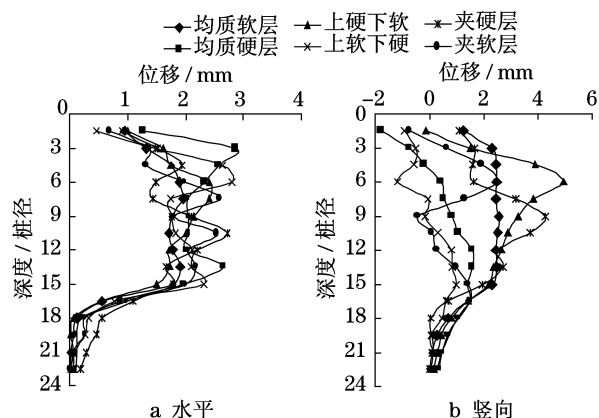 均质软层 上硬下软 夹硬层
均质硬层 上软下硬 夹软层
位移/mm
0 1 2 3 4
0
3
6
9
12
15
18
21
24
深度/桩径
a 水平
位移/mm
-2 0 2 4 6
0
3
6
9
12
15
18
21
24
深度/桩径
b 竖向